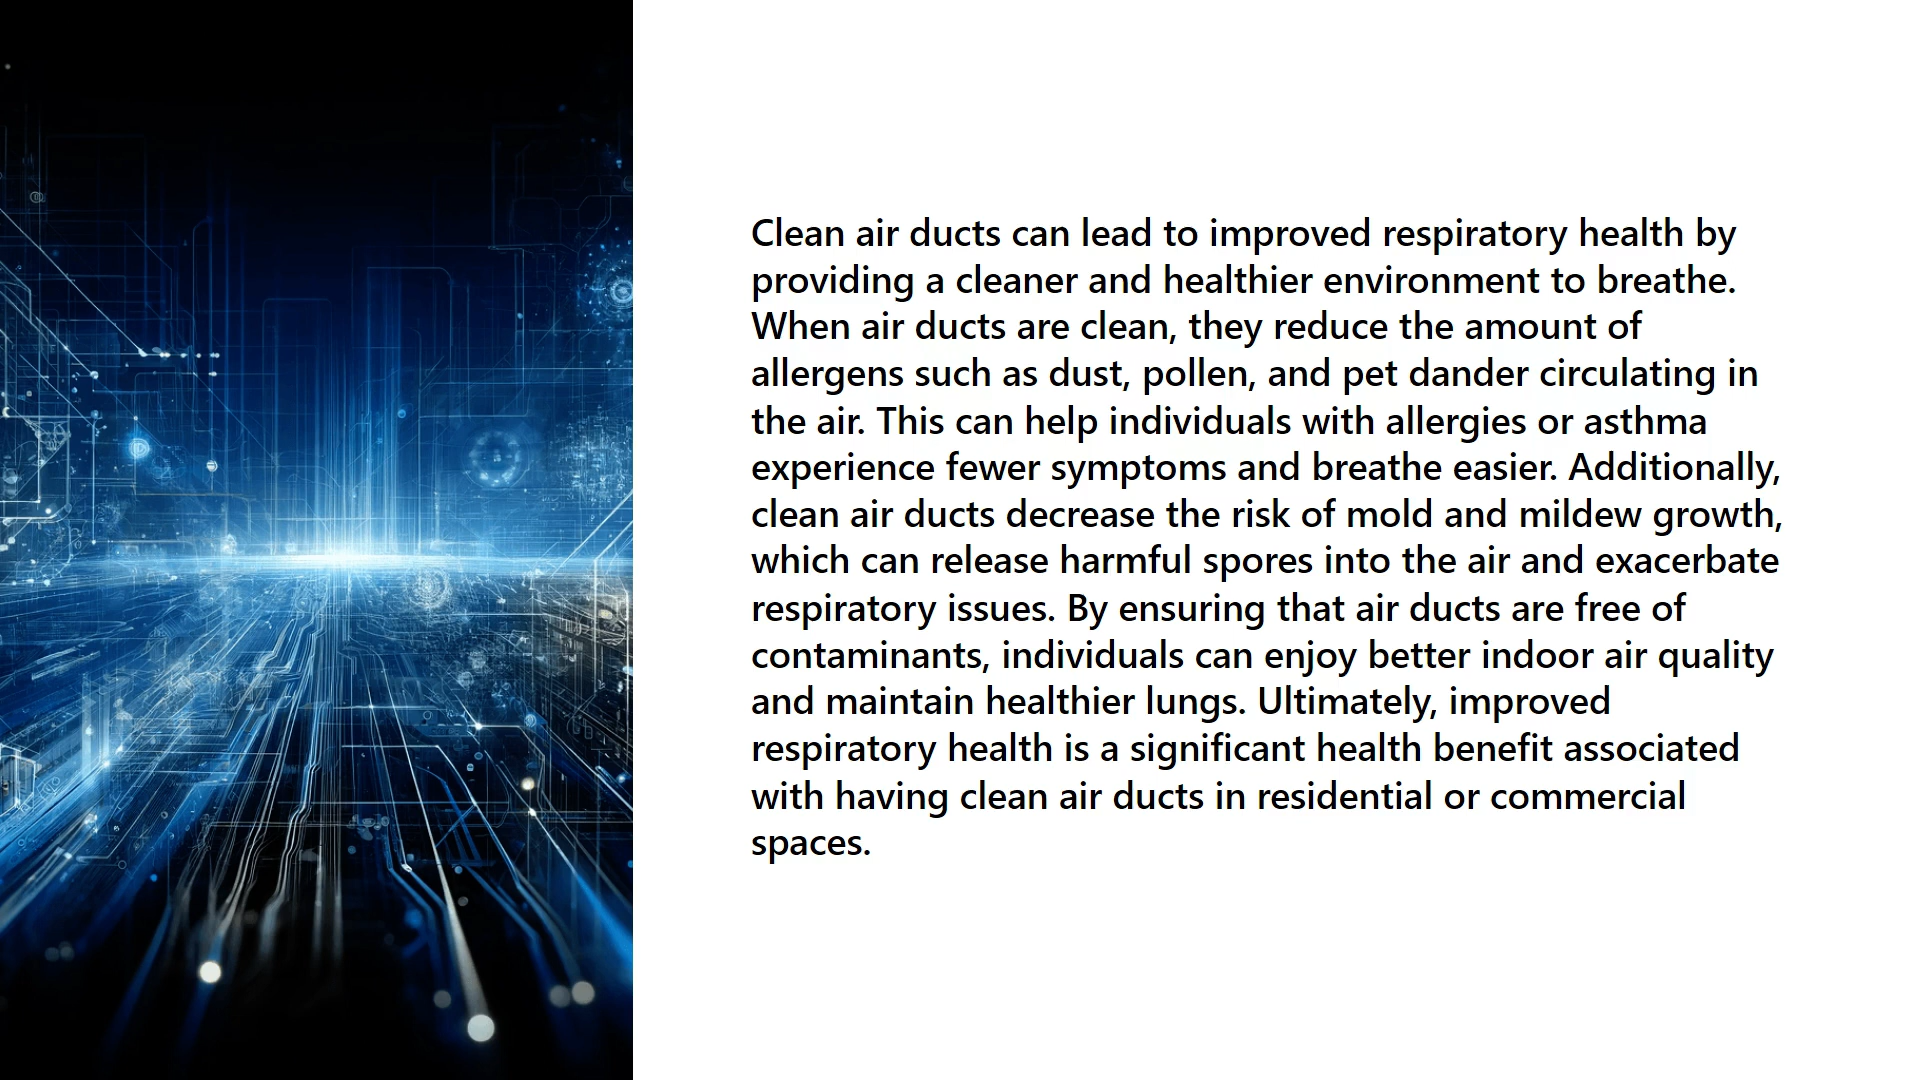 Clean air ducts can lead to improved respiratory health by
providing a cleaner and healthier environment to breathe.
When air ducts are clean, they reduce the amount of
allergens such as dust, pollen, and pet dander circulating in
the air. This can help individuals with allergies or asthma
experience fewer symptoms and breathe easier. Additionally,
clean air ducts decrease the risk of mold and mildew growth,
which can release harmful spores into the air and exacerbate
respiratory issues. By ensuring that air ducts are free of
contaminants, individuals can enjoy better indoor air quality
and maintain healthier lungs. Ultimately, improved
respiratory health is a significant health benefit associated
with having clean air ducts in residential or commercial
spaces.